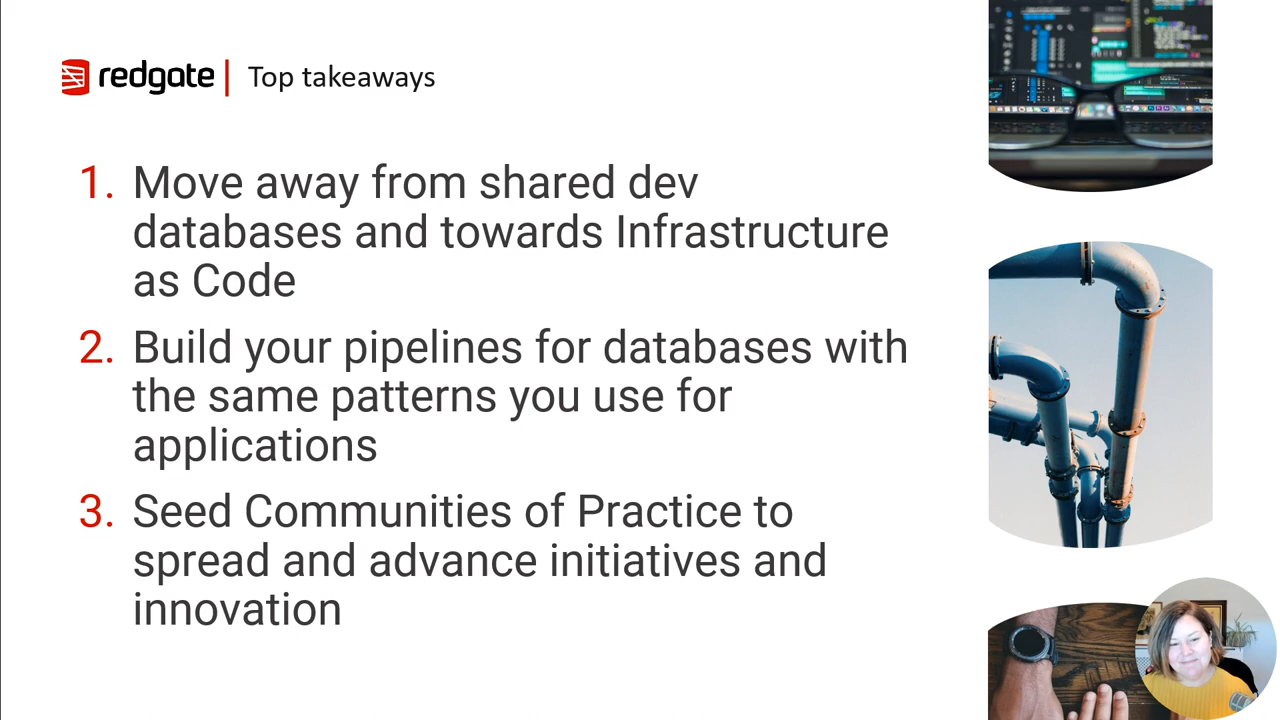 redgate | Top takeaways
1. Move away from shared dev
databases and towards Infrastructure
as Code
2. Build your pipelines for databases with
the same patterns you use for
applications
3. Seed Communities of Practice to
spread and advance initiatives and
innovation